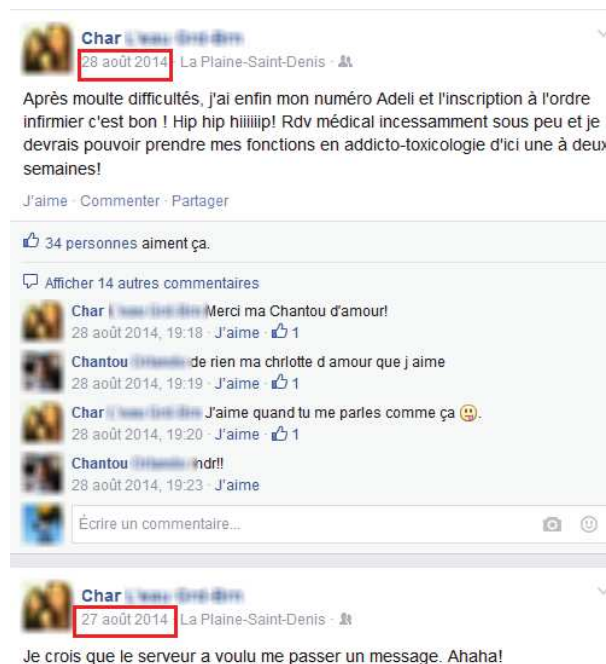 Char
28 août 2014 · La Plaine-Saint-Denis ·
Après moulte difficultés, j'ai enfin mon numéro Adeli et l'inscription à l'ordre
infirmier c'est bon ! Hip hip hiiiiiip! Rdv médical incessamment sous peu et je
devrais pouvoir prendre mes fonctions en addicto-toxicologie d'ici une à deux
semaines!
J'aime · Commenter · Partager
34 personnes aiment ça.
Afficher 14 autres commentaires
Char Merci ma Chantou d'amour!
28 août 2014, 19:18 · J'aime · 1
Chantou de rien ma chrlotte d amour que j aime
28 août 2014, 19:19 · J'aime · 1
Char J'aime quand tu me parles comme ça.
28 août 2014, 19:20 · J'aime · 1
Chantou mdr!!
28 août 2014, 19:23 · J'aime
Écrire un commentaire...
Char
27 août 2014 · La Plaine-Saint-Denis ·
Je crois que le serveur a voulu me passer un message. Ahaha!